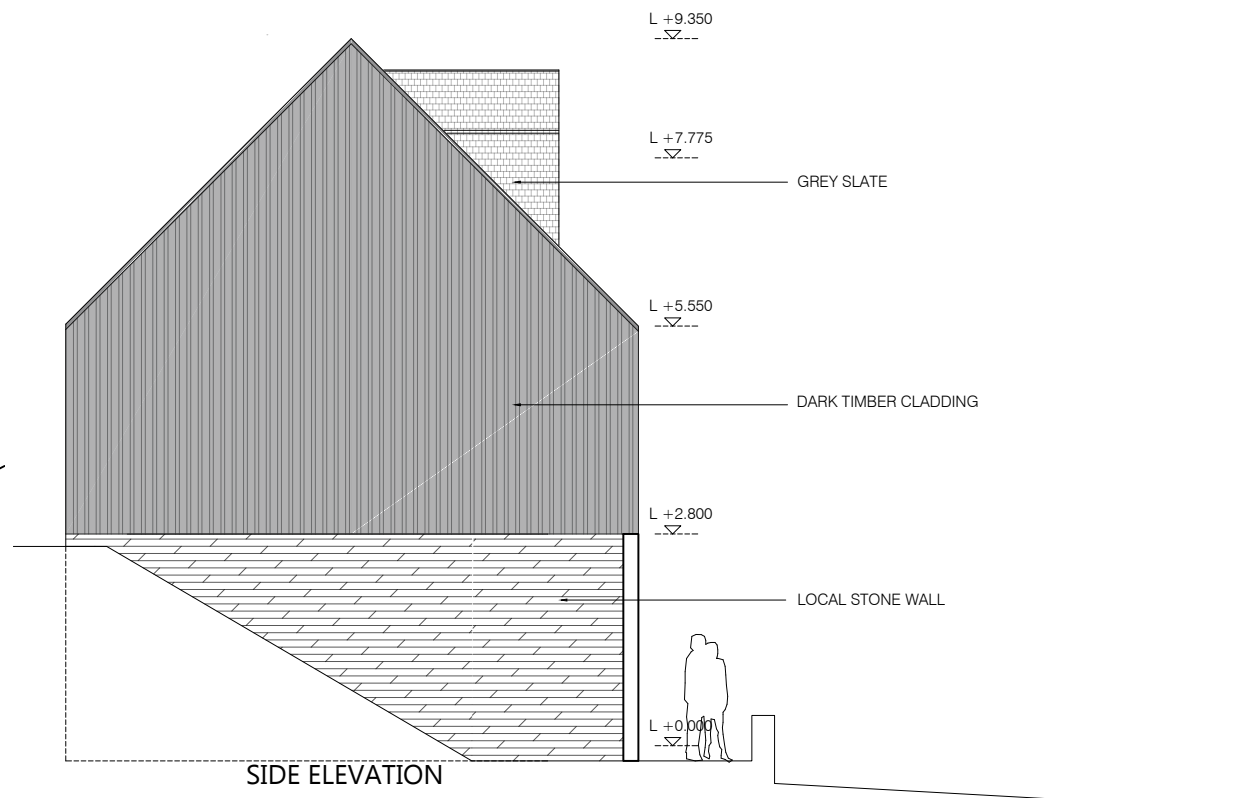 L +9.350
L +7.775
GREY SLATE
L +5.550
DARK TIMBER CLADDING
L +2.800
LOCAL STONE WALL
L +0.000
SIDE ELEVATION